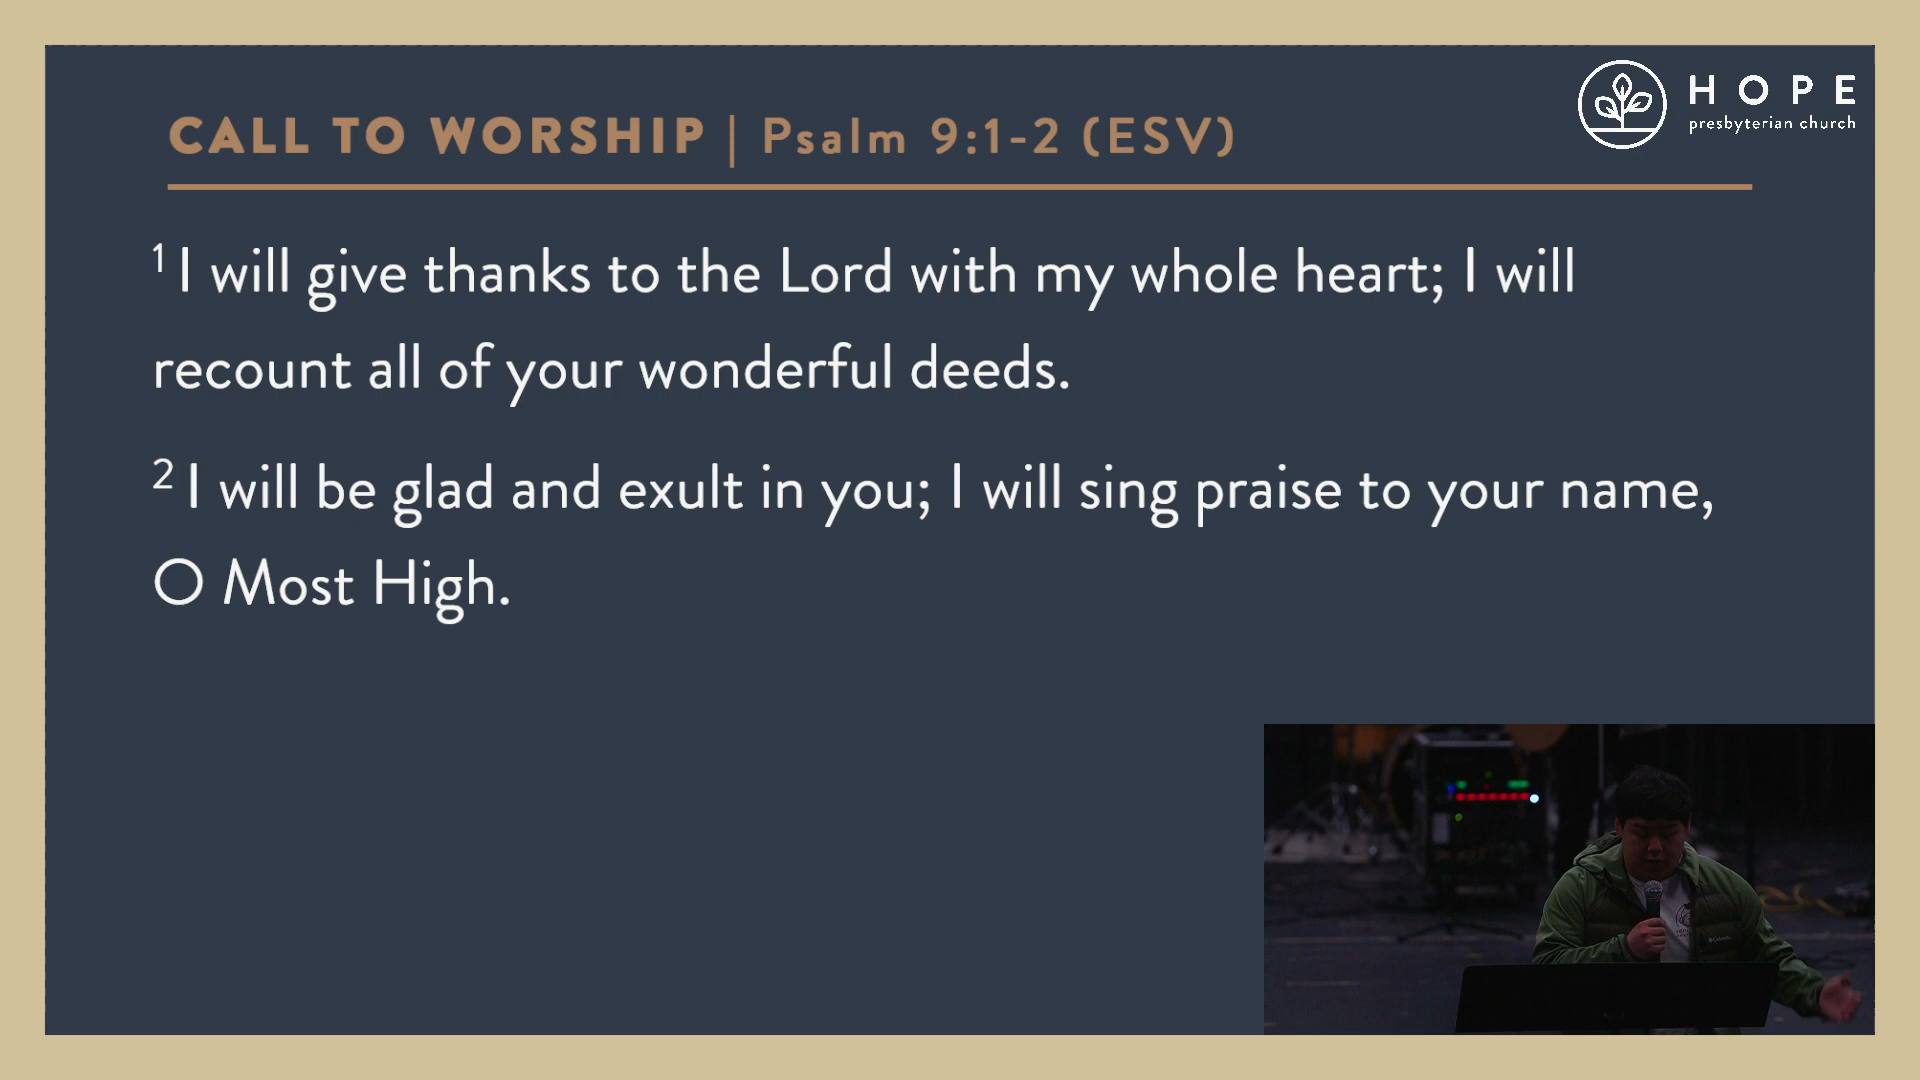 HOPE
presbyterian church
CALL TO WORSHIP | Psalm 9:1-2 (ESV)
1 I will give thanks to the Lord with my whole heart; I will
recount all of your wonderful deeds.
2 I will be glad and exult in you; I will sing praise to your name,
O Most High.
Columbia